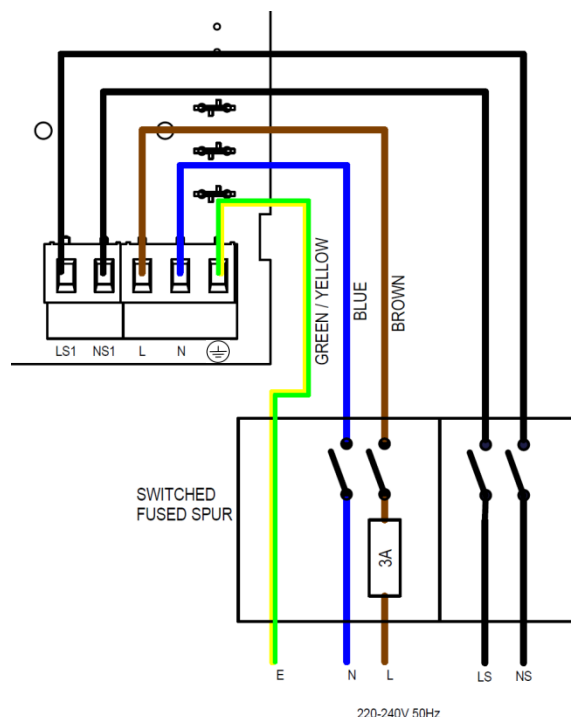 LS1 NS1 L N
GREEN / YELLOW
BLUE
BROWN
SWITCHED
FUSED SPUR
3A
E N L LS NS
220-240V 50Hz